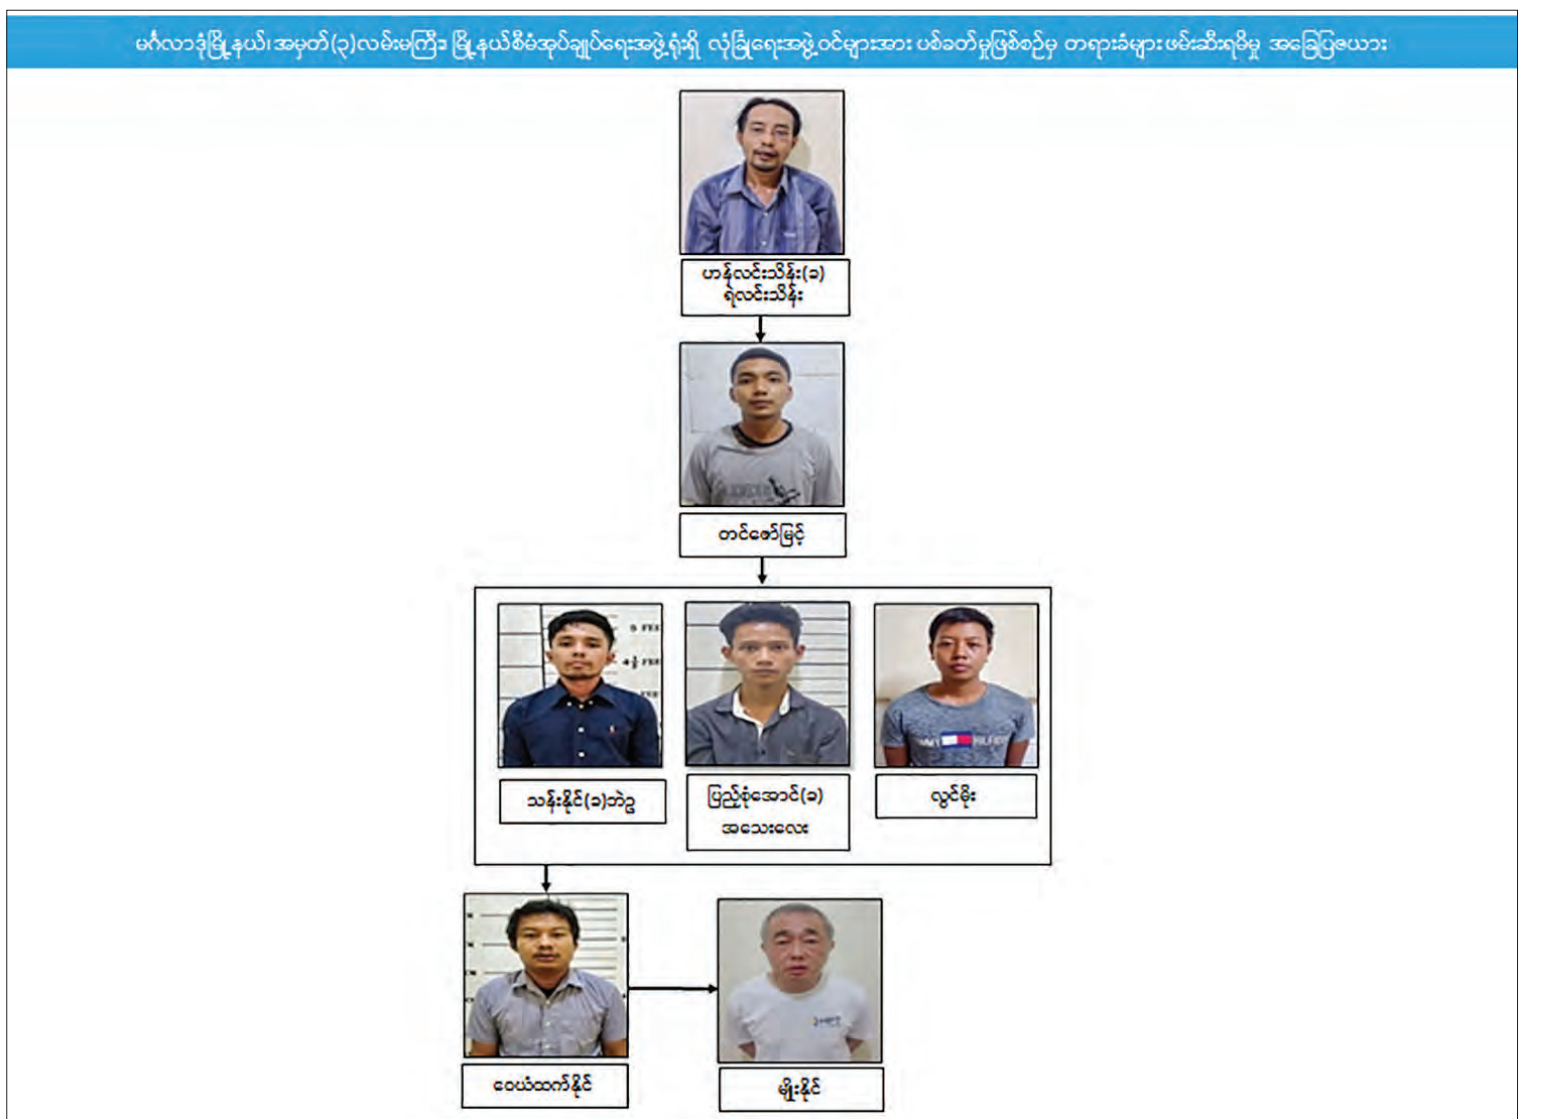 မင်္ဂလာဒုံမြို့နယ်၊ အမှတ်(၃)လမ်းမကြီး၊ မြို့နယ်စီမံအုပ်ချုပ်ရေးအဖွဲ့ရုံးရှိ လုံခြုံရေးအဖွဲ့ဝင်များအား ပစ်ခတ်မှုဖြစ်စဉ်မှ တရားခံများ ဖမ်းဆီးရမိမှု အခြေပြဇယား
ဟန်လင်းသိန်း(ခ)
ရဲလင်းသိန်း
တင်ဇော်မြင့်
5 FEE
4½ FEE
သန်းနိုင်(ခ)ဘဲဥ
ပြည့်စုံအောင်(ခ)
အသေးလေး
လွင်မိုး
ဝေယံထက်နိုင်
မျိုးနိုင်